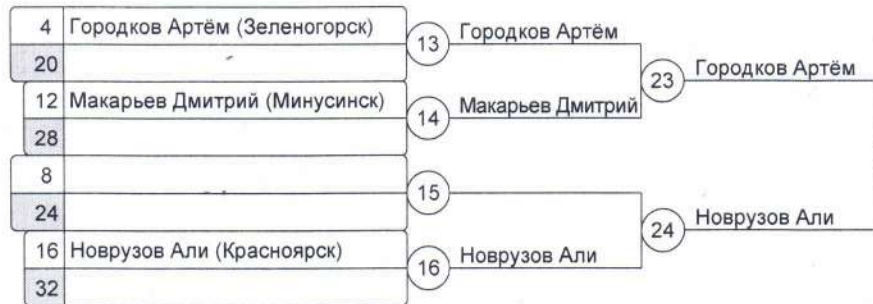 4 Городков Артём (Зеленогорск)
20
13 Городков Артём
12 Макарьев Дмитрий (Минусинск)
28
14 Макарьев Дмитрий
23 Городков Артём
8
24
15
16 Новрузов Али (Красноярск)
32
16 Новрузов Али
24 Новрузов Али